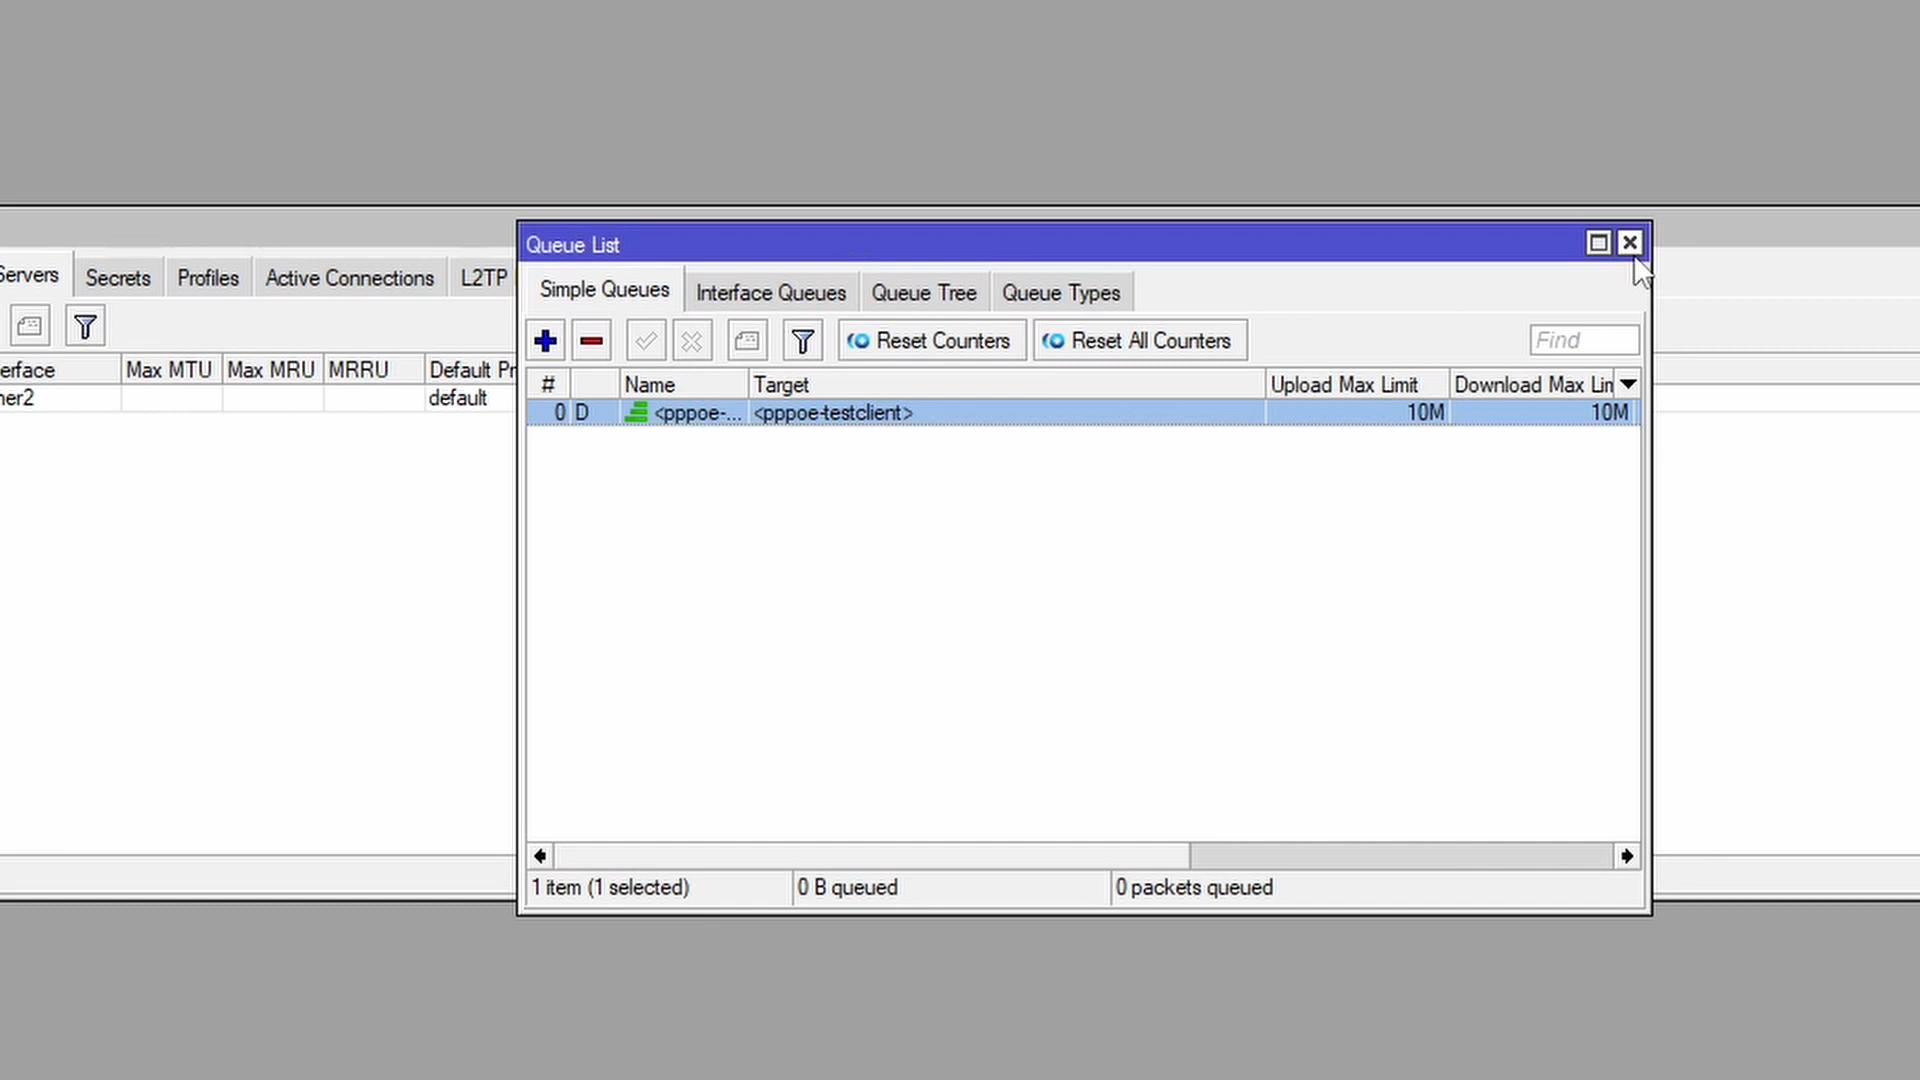 Queue List
Servers Secrets Profiles Active Connections L2TP
Simple Queues Interface Queues Queue Tree Queue Types
Reset Counters Reset All Counters Find
erface Max MTU Max MRU MRRU Default Pr
her2 default
# Name Target Upload Max Limit Download Max Lin
0 D <pppoe-... <pppoe-testclient> 10M 10M
1 item (1 selected) 0 B queued 0 packets queued